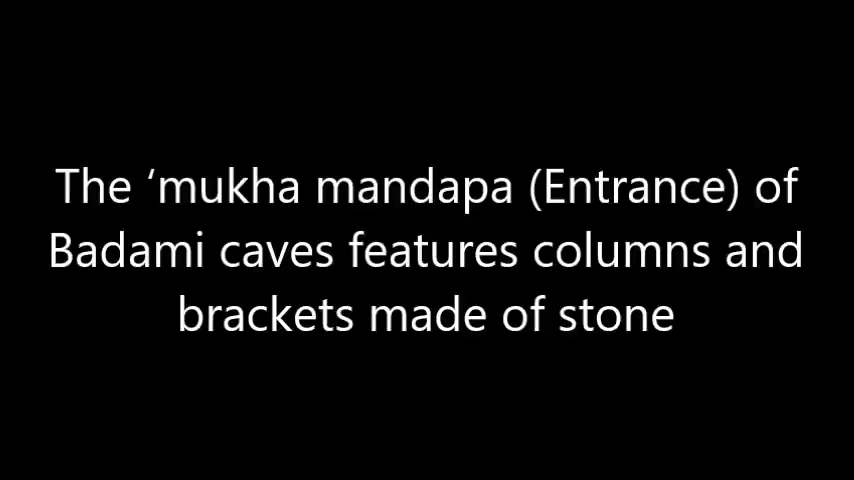 The ‘mukha mandapa (Entrance) of
Badami caves features columns and
brackets made of stone